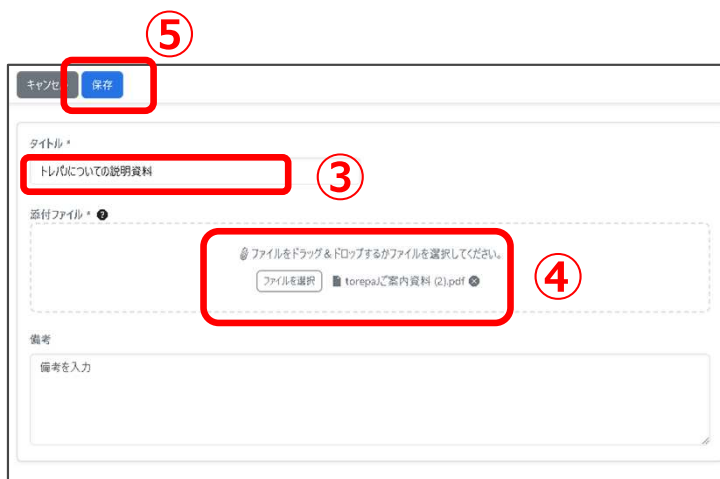 ⑤
キャンセ 保存
タイトル *
トレパJについての説明資料
③
添付ファイル * ?
ファイルをドラッグ&ドロップするかファイルを選択してください。
ファイルを選択 torepaJご案内資料 (2).pdf
④
備考
備考を入力